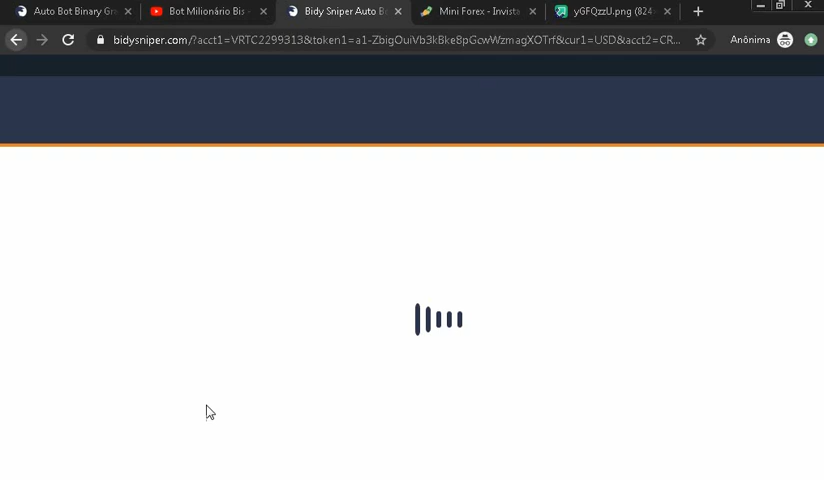 Auto Bot Binary Gr
Bot Milionário Bis
Bidy Sniper Auto B
Mini Forex - Invista
yGFQzzU.png (824
bidysniper.com/?acct1=VRTC2299313&token1=a1-ZbigOuiVb3kBke8pGcwWzmagXOTrf&cur1=USD&acct2=CR...
Anônima